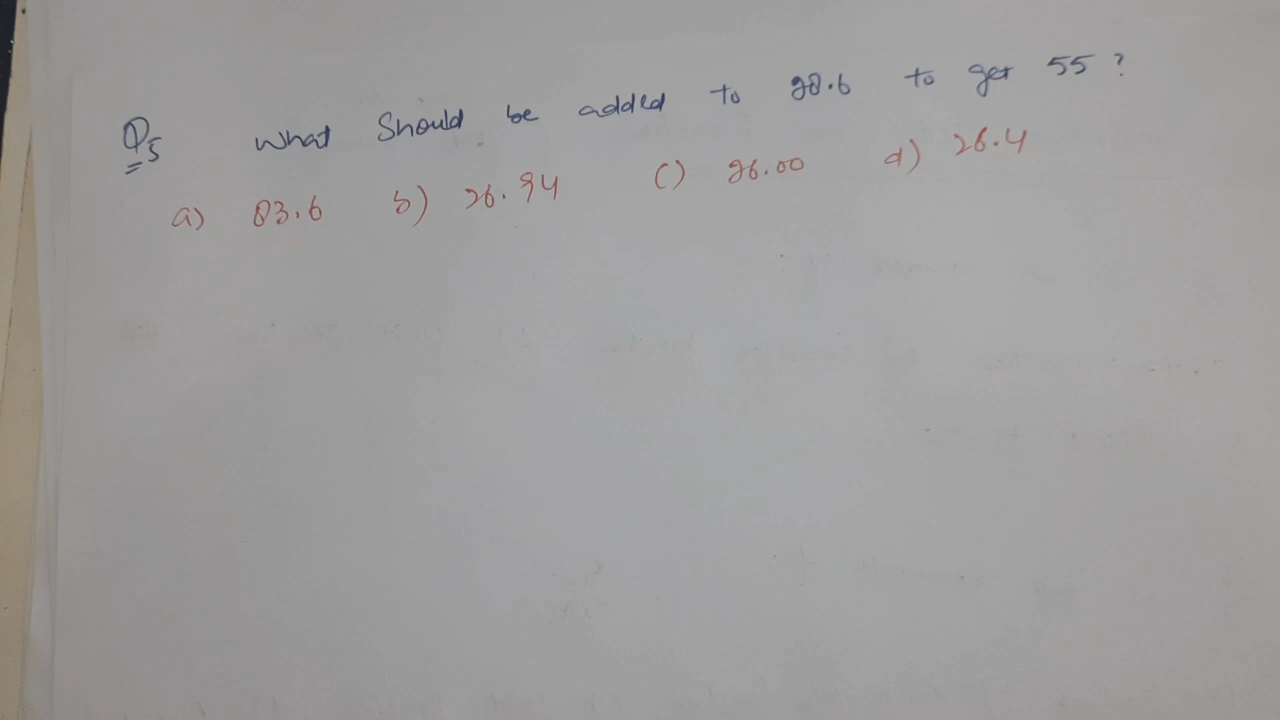 Q5 What should be added to 28.6 to get 55 ?
a) 83.6 b) 26.94 c) 26.00 d) 26.4